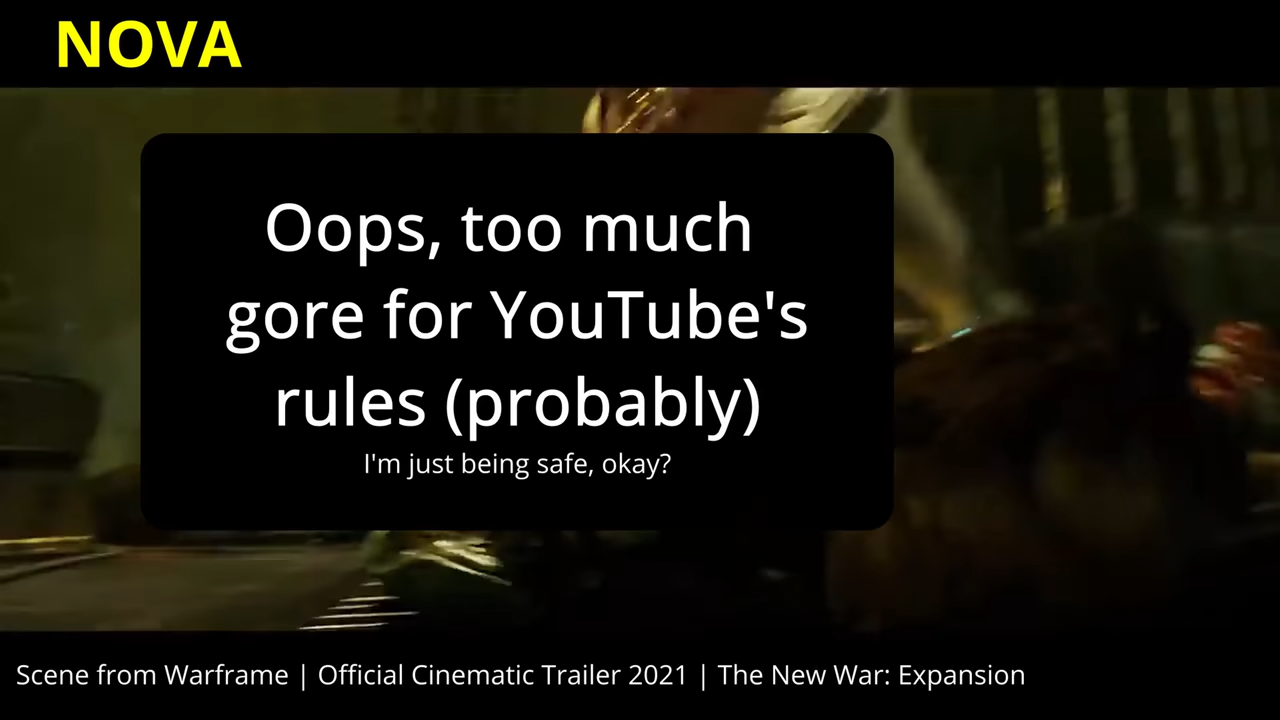 NOVA
Oops, too much
gore for YouTube's
rules (probably)
I'm just being safe, okay?
Scene from Warframe | Official Cinematic Trailer 2021 | The New War: Expansion